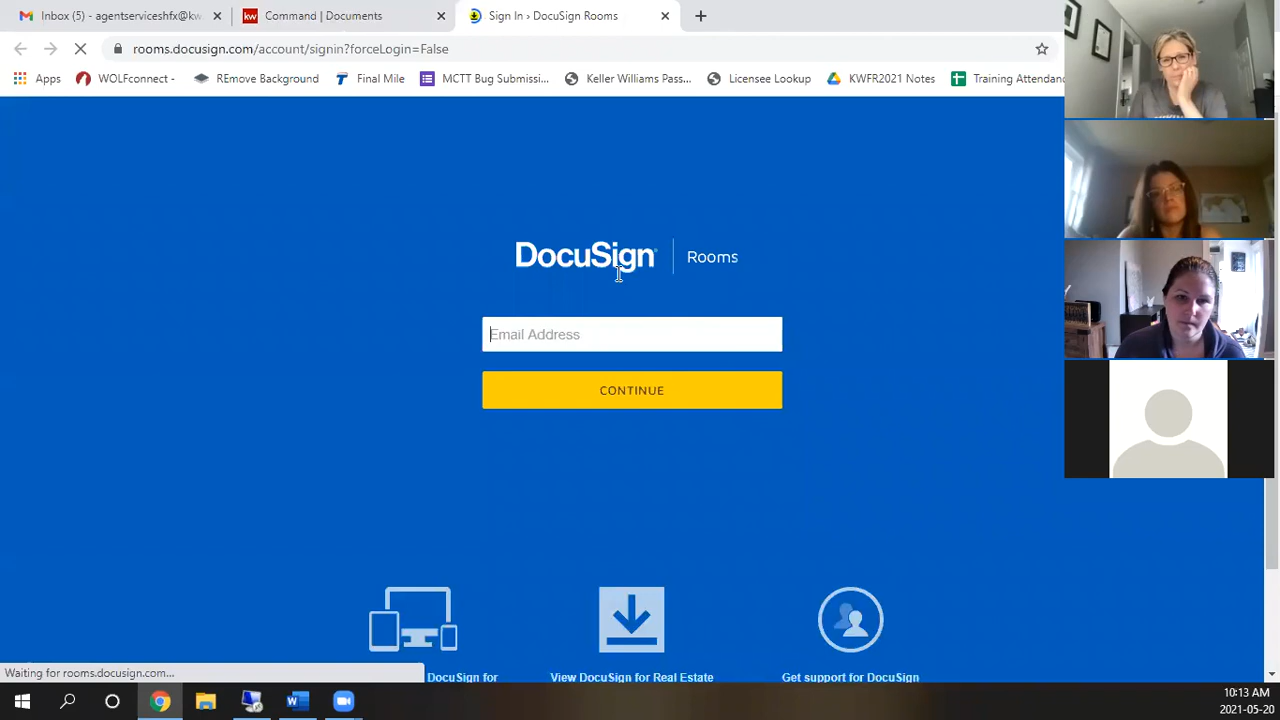 Inbox (5) - agentserviceshfx@kw
Command | Documents
Sign In › DocuSign Rooms
rooms.docusign.com/account/signin?forceLogin=False
Apps
WOLFconnect -
REmove Background
Final Mile
MCTT Bug Submissi...
Keller Williams Pass...
Licensee Lookup
KWFR2021 Notes
Training Attendanc
DocuSign Rooms
Email Address
CONTINUE
DocuSign for
View DocuSign for Real Estate
Get support for DocuSign
Waiting for rooms.docusign.com...
10:13 AM
2021-05-20